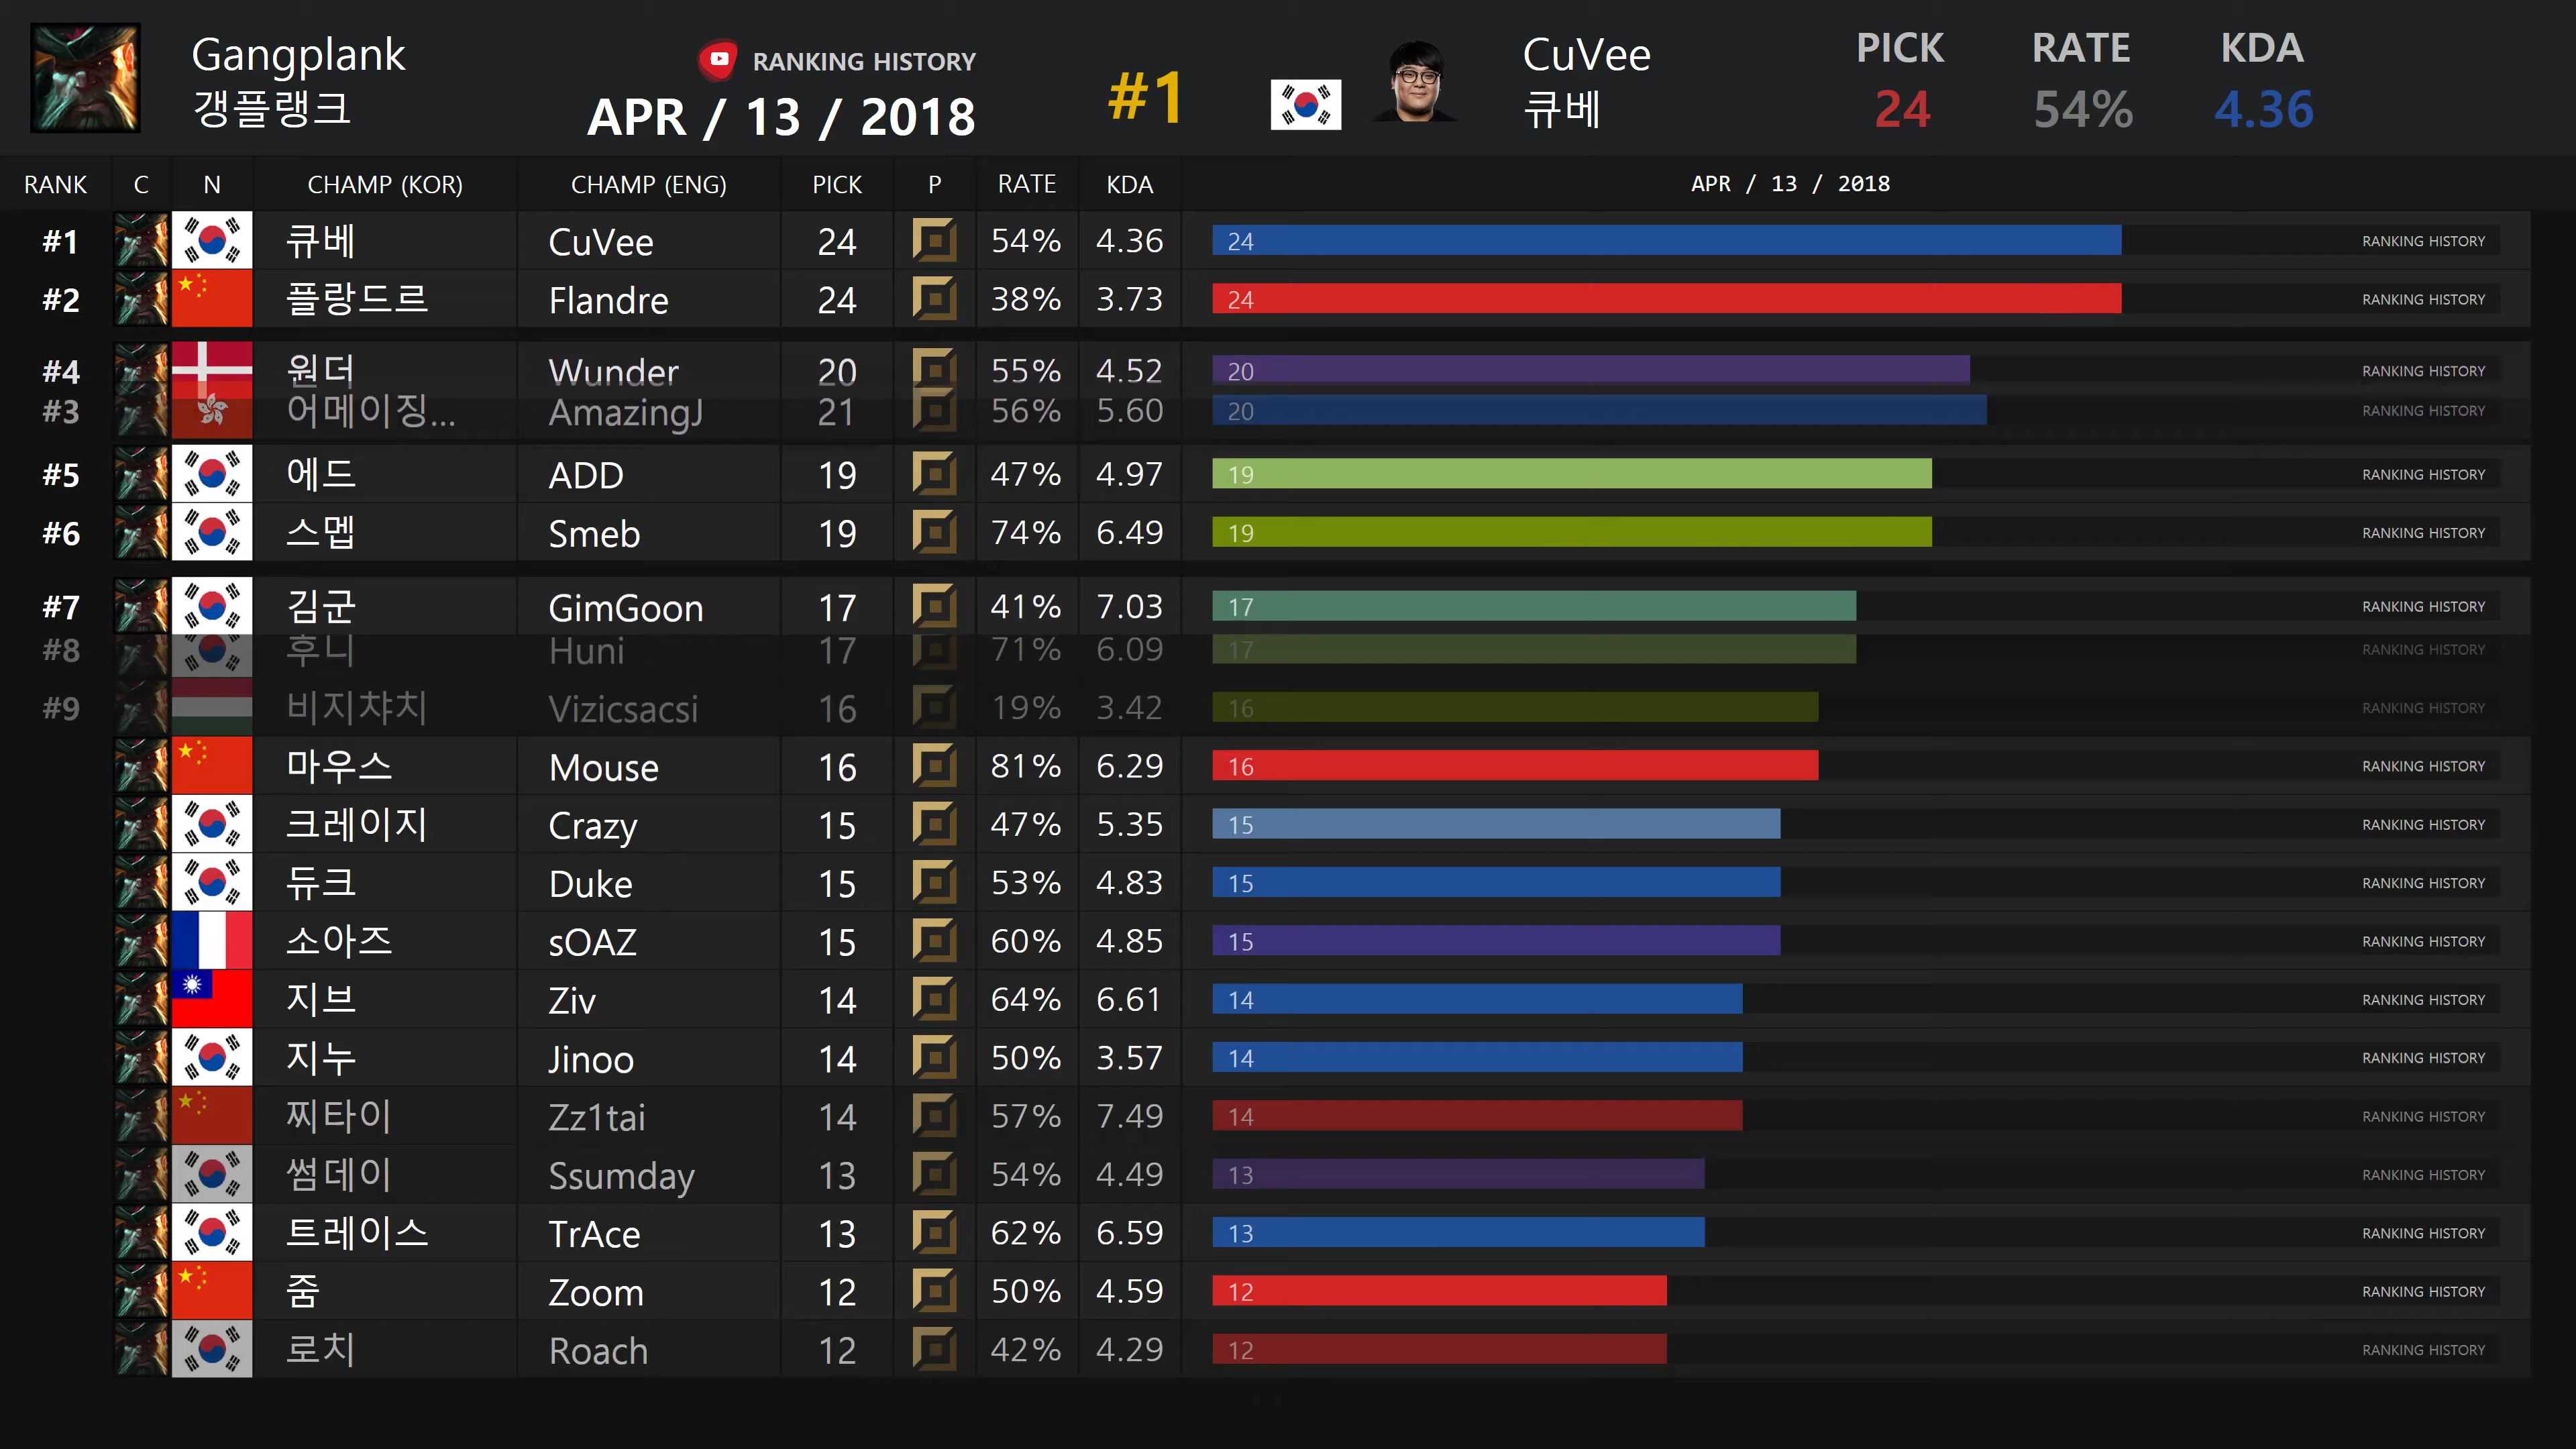 Gangplank
갱플랭크
RANKING HISTORY
APR / 13 / 2018
#1
CuVee
큐베
PICK RATE KDA
24 54% 4.36
RANK C N CHAMP (KOR) CHAMP (ENG) PICK P RATE KDA APR / 13 / 2018
#1 큐베 CuVee 24 54% 4.36 24 RANKING HISTORY
#2 플랑드르 Flandre 24 38% 3.73 24 RANKING HISTORY
#4 원더 Wunder 20 55% 4.52 20 RANKING HISTORY
#3 어메이징... AmazingJ 21 56% 5.60 20 RANKING HISTORY
#5 에드 ADD 19 47% 4.97 19 RANKING HISTORY
#6 스멥 Smeb 19 74% 6.49 19 RANKING HISTORY
#7 김군 GimGoon 17 41% 7.03 17 RANKING HISTORY
#8 후니 Huni 17 71% 6.09 17 RANKING HISTORY
#9 비지챠치 Vizicsacsi 16 19% 3.42 16 RANKING HISTORY
마우스 Mouse 16 81% 6.29 16 RANKING HISTORY
크레이지 Crazy 15 47% 5.35 15 RANKING HISTORY
듀크 Duke 15 53% 4.83 15 RANKING HISTORY
소아즈 sOAZ 15 60% 4.85 15 RANKING HISTORY
지브 Ziv 14 64% 6.61 14 RANKING HISTORY
지누 Jinoo 14 50% 3.57 14 RANKING HISTORY
찌타이 Zz1tai 14 57% 7.49 14 RANKING HISTORY
썸데이 Ssumday 13 54% 4.49 13 RANKING HISTORY
트레이스 TrAce 13 62% 6.59 13 RANKING HISTORY
줌 Zoom 12 50% 4.59 12 RANKING HISTORY
로치 Roach 12 42% 4.29 12 RANKING HISTORY